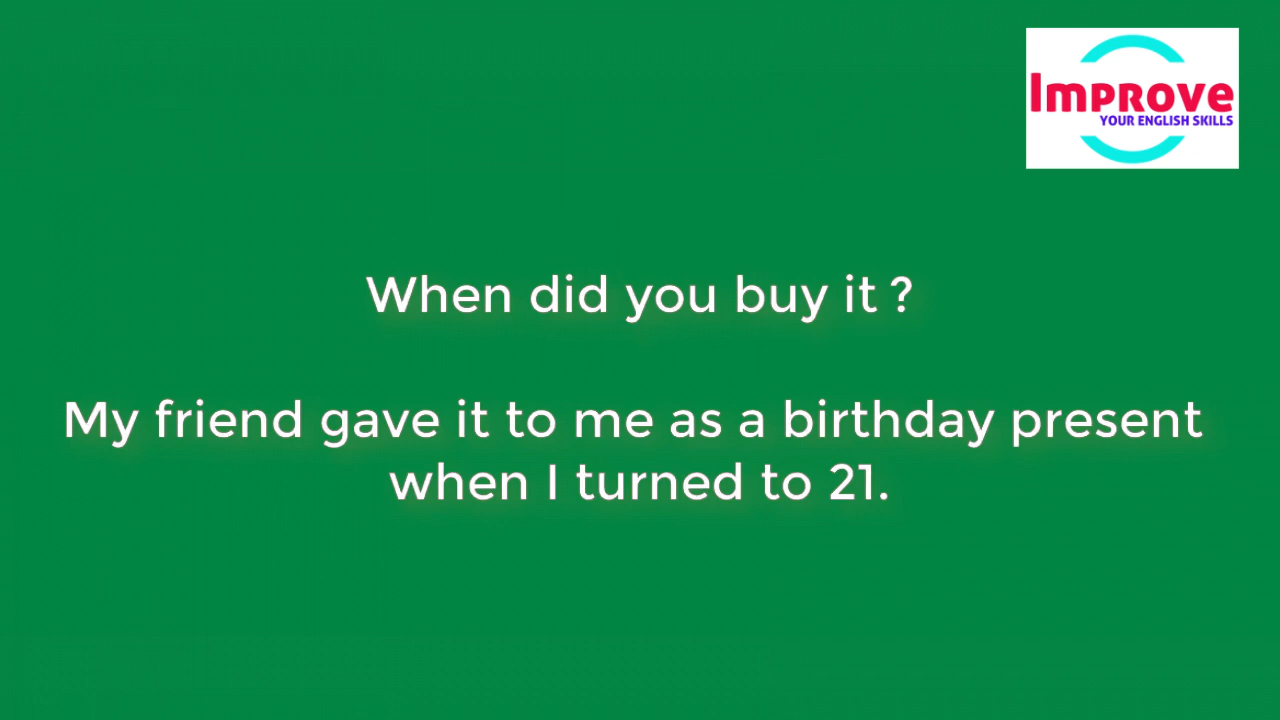 Improve
YOUR ENGLISH SKILLS
When did you buy it ?
My friend gave it to me as a birthday present
when I turned to 21.